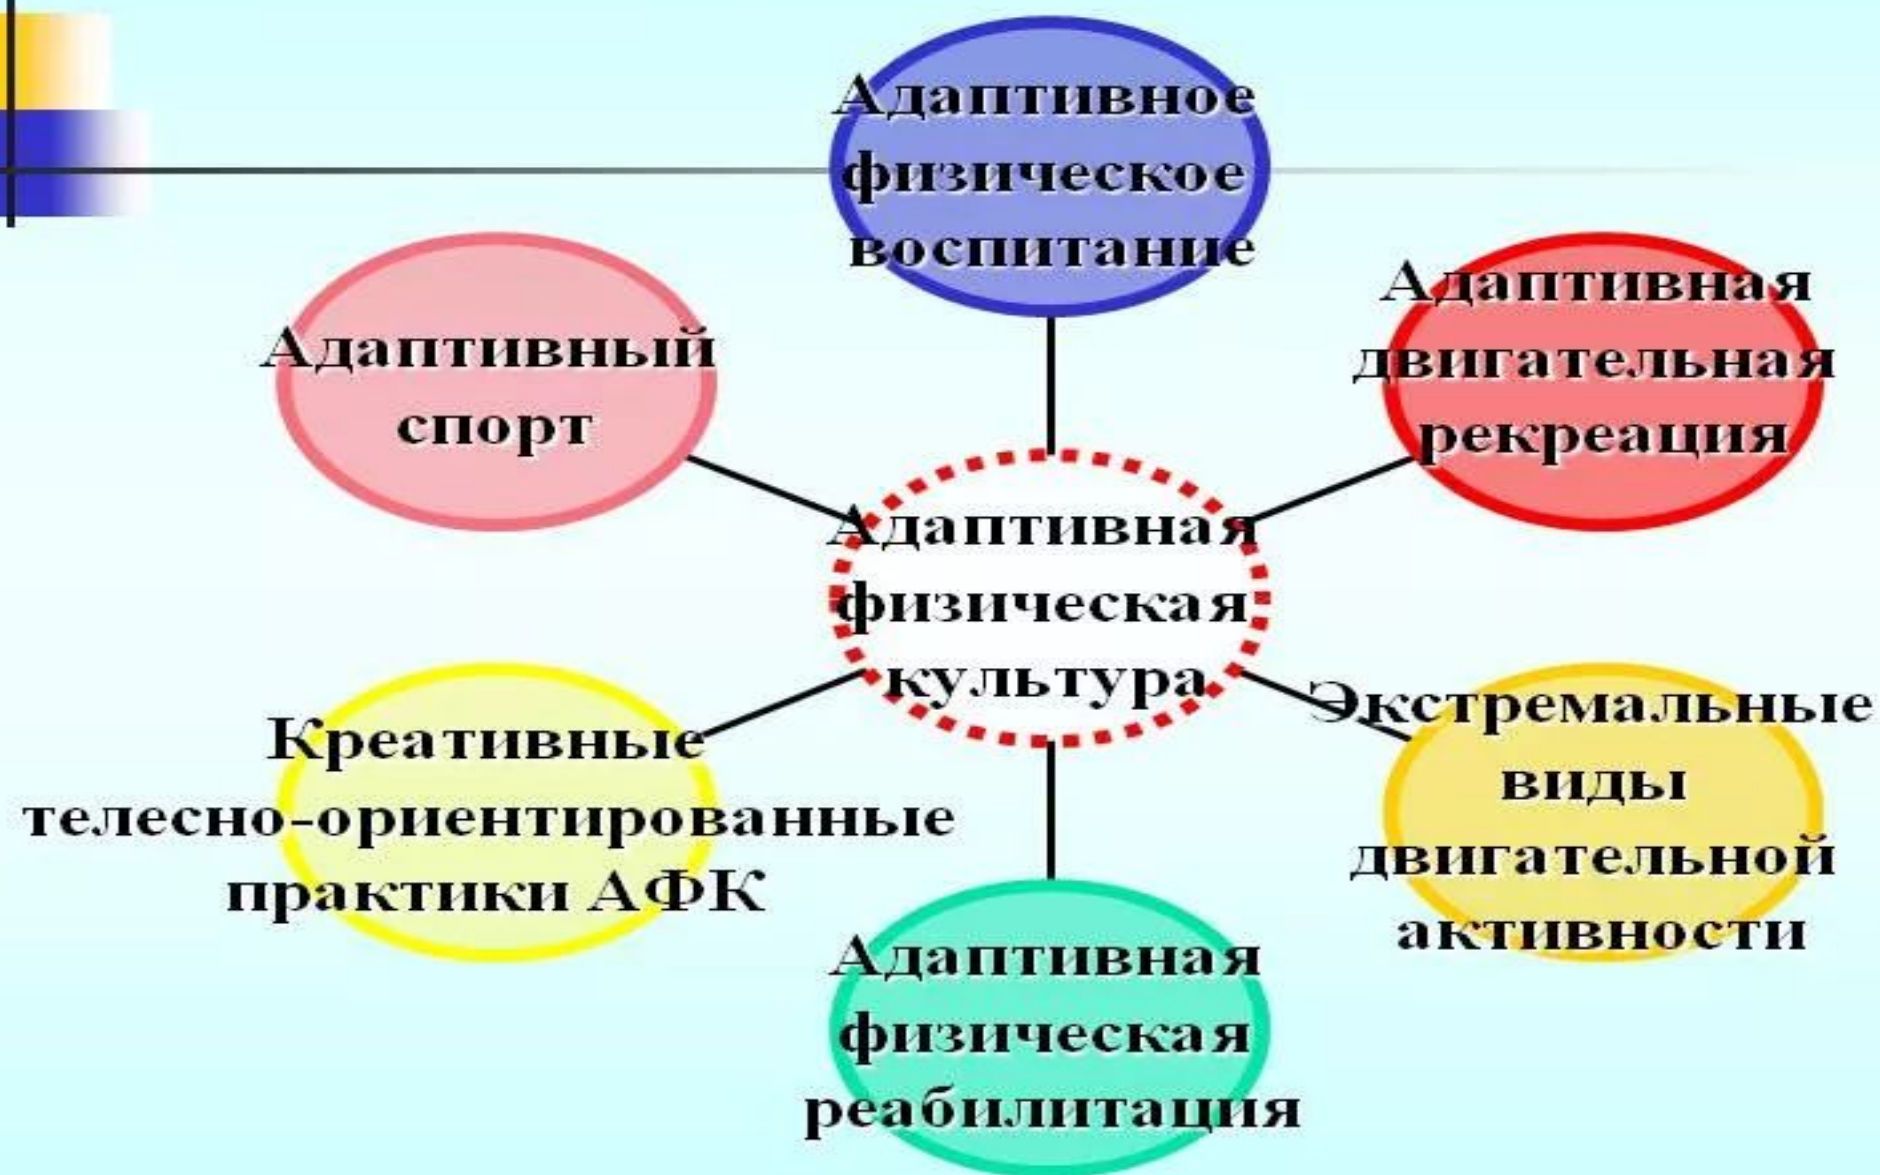 Адаптивное
физическое
воспитание
Адаптивная
двигательная
рекреация
Адаптивный
спорт
Адаптивная
физическая
культура
Экстремальные
виды
двигательной
активности
Креативные
телесно-ориентированные
практики АФК
Адаптивная
физическая
реабилитация